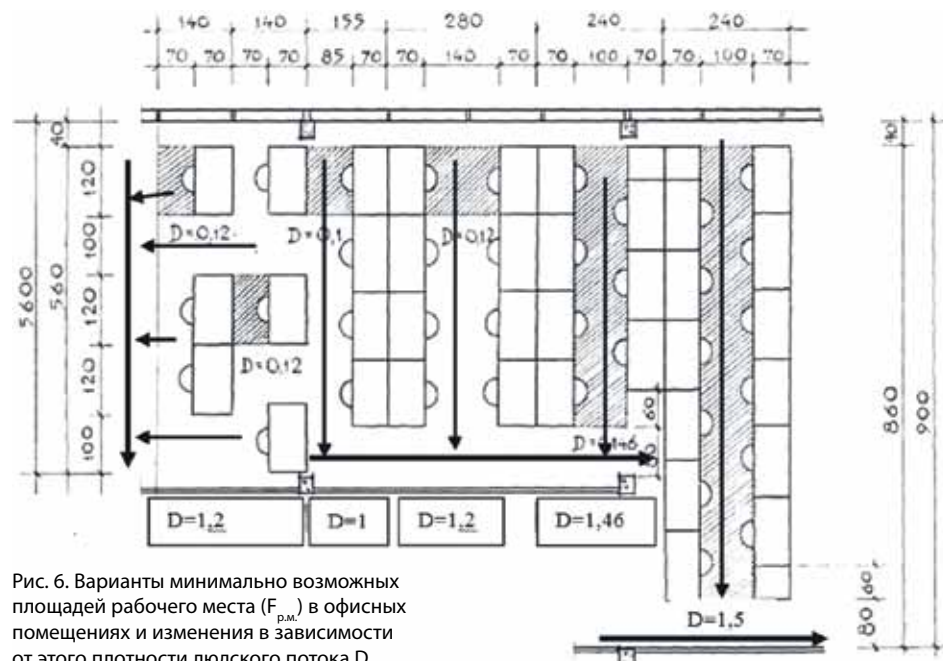 140 140 155 280 240 240
70 70 70 70 85 70 70 140 70 70 100 70 70 100 70
40
120
100
120
120
100
560
5600
40
860
900
D=0,12
D=0,1
D=0,12
D=0,12
60
D=0,146
60
80
D=1,2
D=1
D=1,2
D=1,46
D=1,5
Рис. 6. Варианты минимально возможных
площадей рабочего места (Fр.м.) в офисных
помещениях и изменения в зависимости
от этого плотности людского потока D